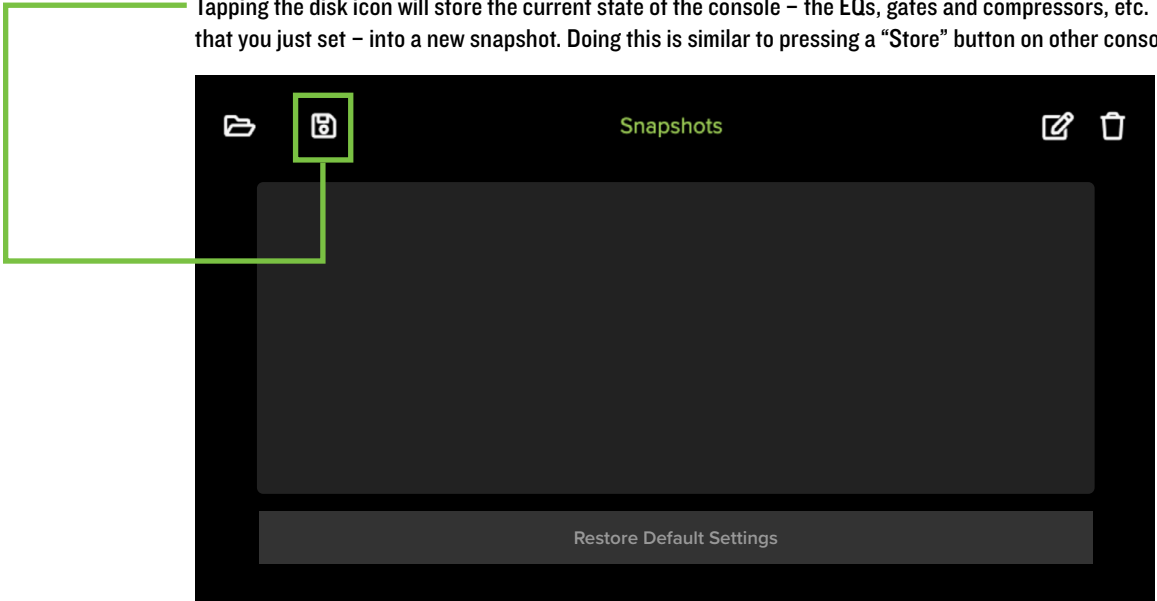 Tapping the disk icon will store the current state of the console – the EQs, gates and compressors, etc.
that you just set – into a new snapshot. Doing this is similar to pressing a “Store” button on other
Snapshots
Restore Default Settings